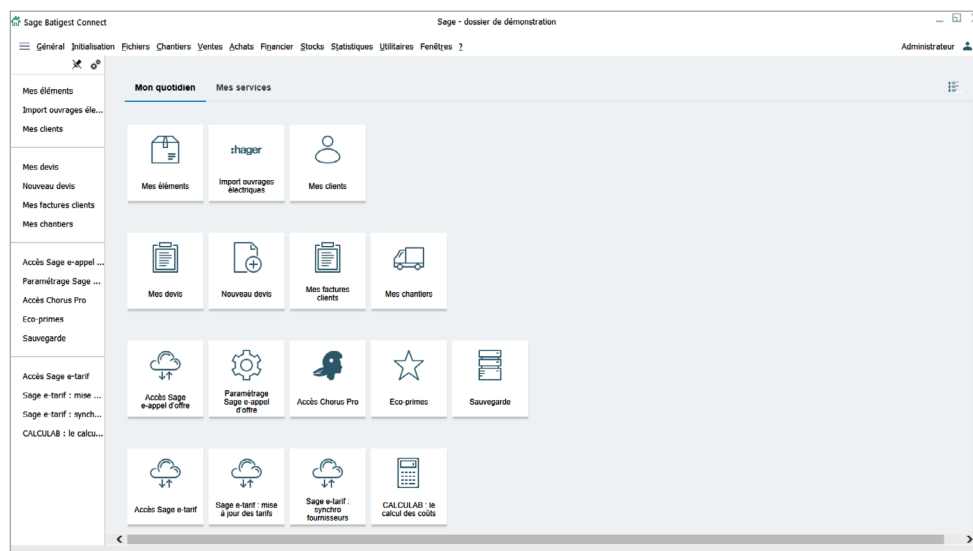 Sage Batigest Connect
Sage - dossier de démonstration
Général Initialisation Fichiers Chantiers Ventes Achats Financier Stocks Statistiques Utilitaires Fenêtres ?
Administrateur
Mes éléments
Import ouvrages éle...
Mes clients
Mes devis
Nouveau devis
Mes factures clients
Mes chantiers
Accès Sage e-appel ...
Paramétrage Sage ...
Accès Chorus Pro
Eco-primes
Sauvegarde
Accès Sage e-tarif
Sage e-tarif : mise ...
Sage e-tarif : synch...
CALCULAB : le calcu...
Mon quotidien
Mes services
Mes éléments
:hager
Import ouvrages
électriques
Mes clients
Mes devis
Nouveau devis
Mes factures
clients
Mes chantiers
Accès Sage
e-appel d'offre
Paramétrage
Sage e-appel
d'offre
Accès Chorus Pro
Eco-primes
Sauvegarde
Accès Sage e-tarif
Sage e-tarif : mise
à jour des tarifs
Sage e-tarif :
synchro
fournisseurs
CALCULAB : le
calcul des coûts